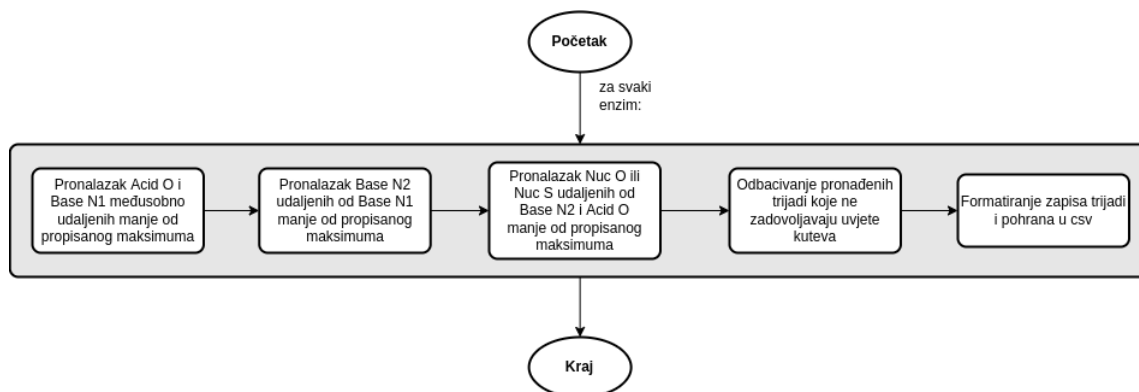 Početak
za svaki
enzim:
Pronalazak Acid O i
Base N1 međusobno
udaljenih manje od
propisanog maksimuma
Pronalazak Base N2
udaljenih od Base N1
manje od propisanog
maksimuma
Pronalazak Nuc O ili
Nuc S udaljenih od
Base N2 i Acid O
manje od propisanog
maksimuma
Odbacivanje pronađenih
trijadi koje ne
zadovoljavaju uvjete
kuteva
Formatiranje zapisa trijadi
i pohrana u csv
Kraj